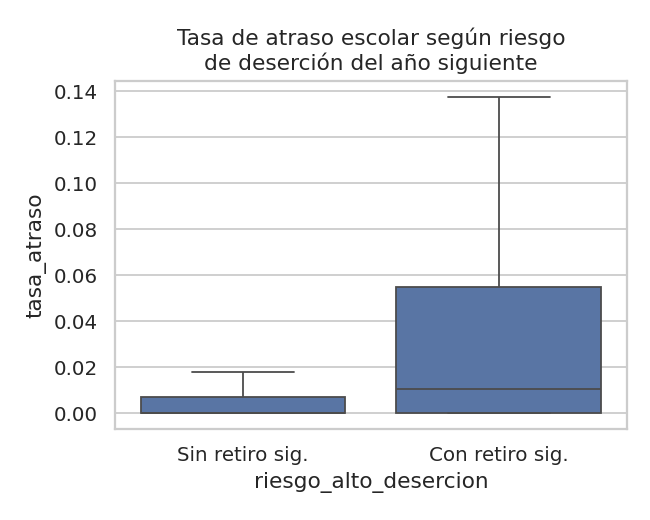 Tasa de atraso escolar según riesgo
de deserción del año siguiente
tasa_atraso
0.14
0.12
0.10
0.08
0.06
0.04
0.02
0.00
Sin retiro sig.
Con retiro sig.
riesgo_alto_desercion